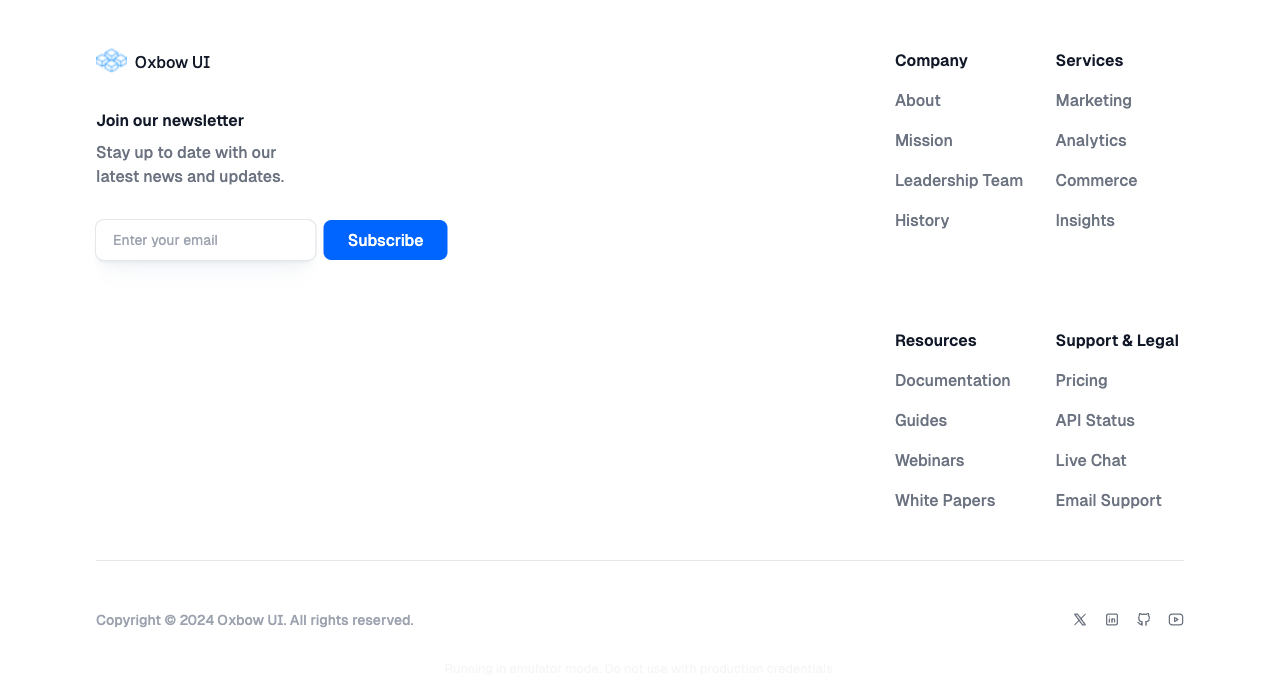 Oxbow UI
Join our newsletter
Stay up to date with our
latest news and updates.
Enter your email
Subscribe
Company
About
Mission
Leadership Team
History
Services
Marketing
Analytics
Commerce
Insights
Resources
Documentation
Guides
Webinars
White Papers
Support & Legal
Pricing
API Status
Live Chat
Email Support
Copyright © 2024 Oxbow UI. All rights reserved.
Running in emulator mode. Do not use with production credentials.